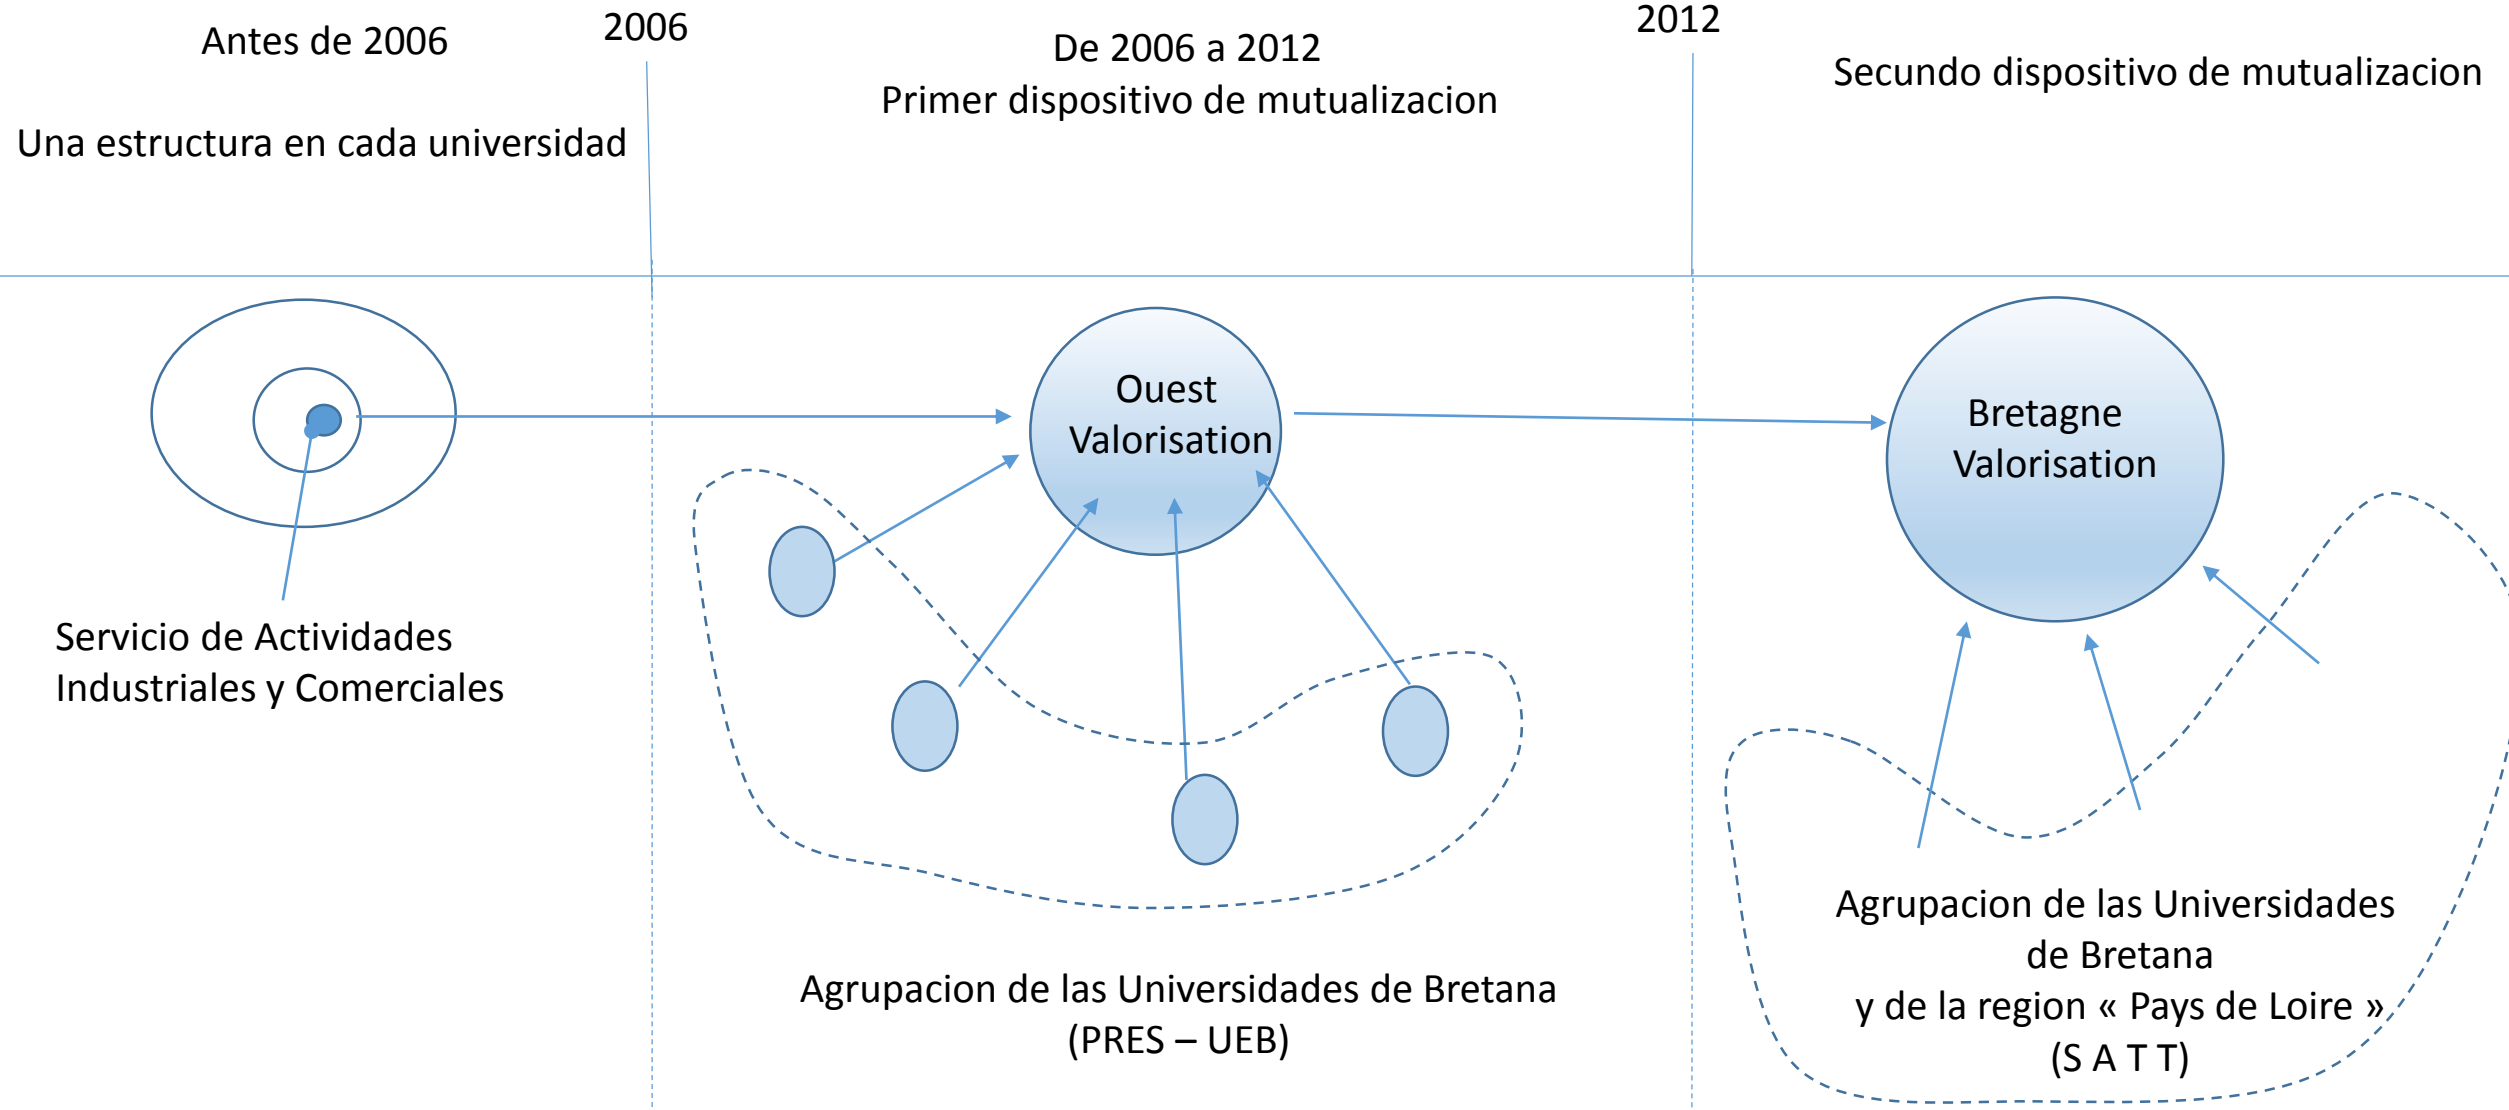 Antes de 2006
Una estructura en cada universidad
2006
De 2006 a 2012
Primer dispositivo de mutualizacion
2012
Secundo dispositivo de mutualizacion
Servicio de Actividades
Industriales y Comerciales
Ouest
Valorisation
Agrupacion de las Universidades de Bretana
(PRES – UEB)
Bretagne
Valorisation
Agrupacion de las Universidades
de Bretana
y de la region « Pays de Loire »
(S A T T)